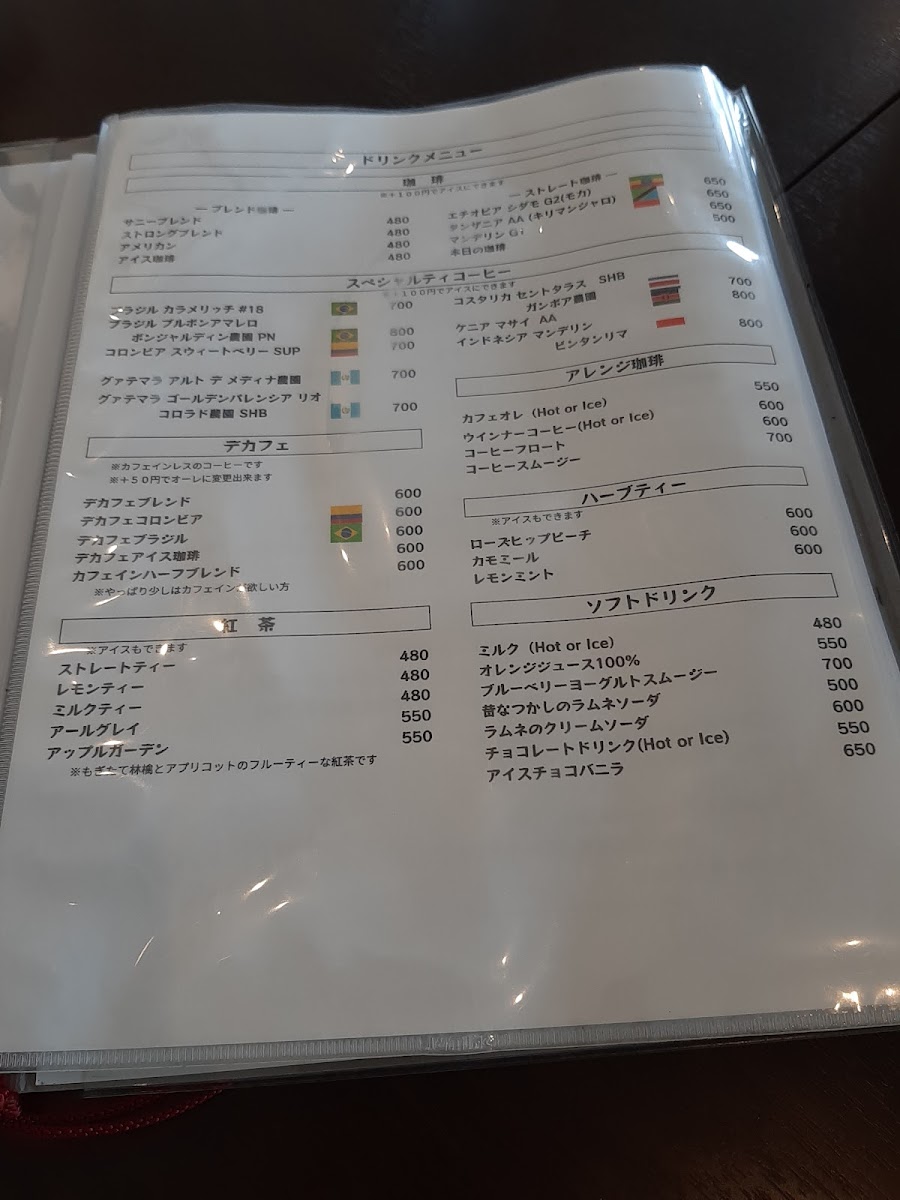 ドリンクメニュー
珈　琲
※＋１００円でアイスにできます
― ブレンド珈琲 ―
サニーブレンド 480
ストロングブレンド 480
アメリカン 480
アイス珈琲 480
― ストレート珈琲 ―
エチオピア シダモ G2(モカ) 650
タンザニア AA (キリマンジャロ) 650
マンデリン 650
本日の珈琲 500
スペシャルティコーヒー
※＋１００円でアイスにできます
ブラジル カラメリッチ #18 700
ブラジル ブルボンアマレロ
ボンジャルディン農園 PN 800
コロンビア スウィートベリー SUP 700
グァテマラ アルト デ メディナ農園 700
グァテマラ ゴールデンバレンシア リオ
コロラド農園 SHB 700
コスタリカ セントタラス SHB
ガンボア農園 700
ケニア マサイ AA 800
インドネシア マンデリン
ビンタンリマ 800
デカフェ
※カフェインレスのコーヒーです
※＋５０円でオーレに変更出来ます
デカフェブレンド 600
デカフェコロンビア 600
デカフェブラジル 600
デカフェアイス珈琲 600
カフェインハーフブレンド 600
※やっぱり少しはカフェインが欲しい方
紅　茶
※アイスもできます
ストレートティー 480
レモンティー 480
ミルクティー 480
アールグレイ 550
アップルガーデン 550
※もぎたて林檎とアプリコットのフルーティーな紅茶です
アレンジ珈琲
カフェオレ（Hot or Ice） 550
ウインナーコーヒー(Hot or Ice) 600
コーヒーフロート 600
コーヒースムージー 700
ハーブティー
※アイスもできます
ローズヒップピーチ 600
カモミール 600
レモンミント 600
ソフトドリンク
ミルク（Hot or Ice） 480
オレンジジュース100% 550
ブルーベリーヨーグルトスムージー 700
昔なつかしのラムネソーダ 500
ラムネのクリームソーダ 600
チョコレートドリンク(Hot or Ice) 550
アイスチョコバニラ 650